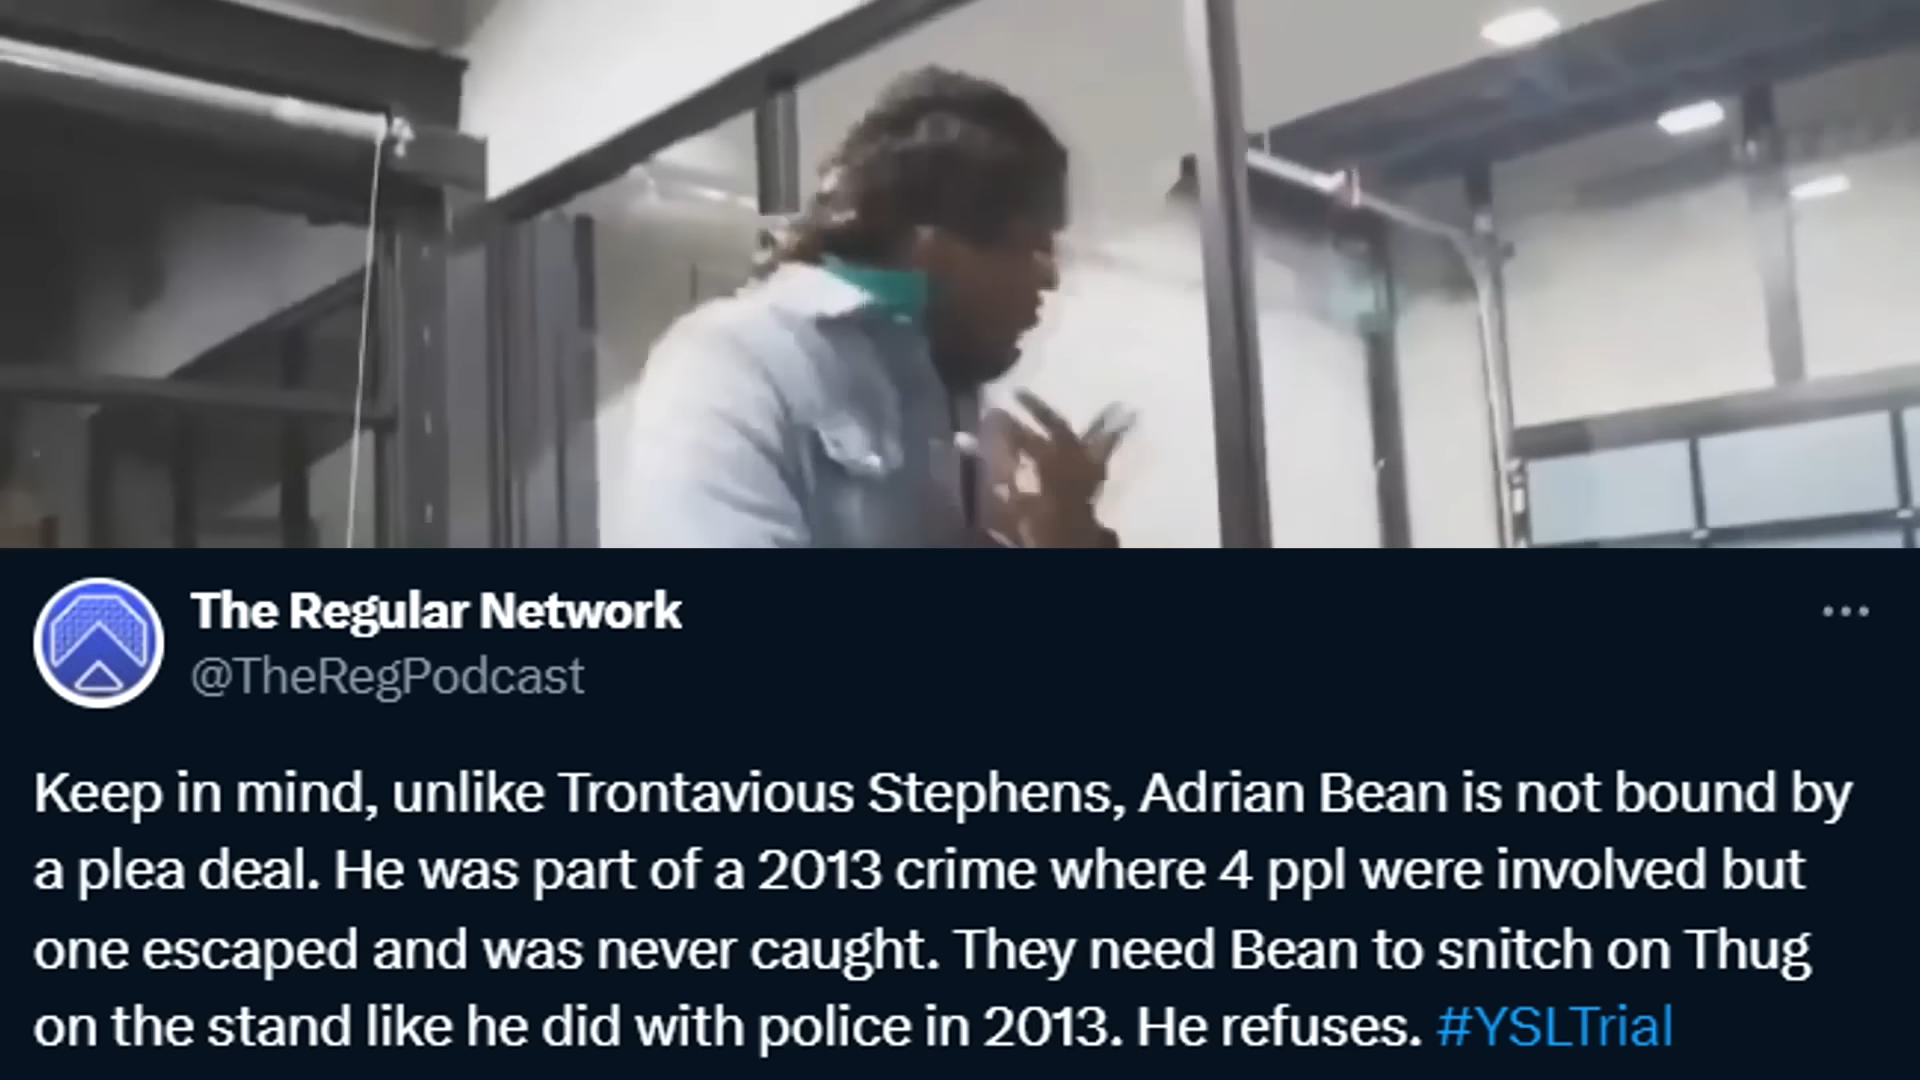 The Regular Network
@TheRegPodcast
Keep in mind, unlike Trontavious Stephens, Adrian Bean is not bound by
a plea deal. He was part of a 2013 crime where 4 ppl were involved but
one escaped and was never caught. They need Bean to snitch on Thug
on the stand like he did with police in 2013. He refuses. #YSLTrial